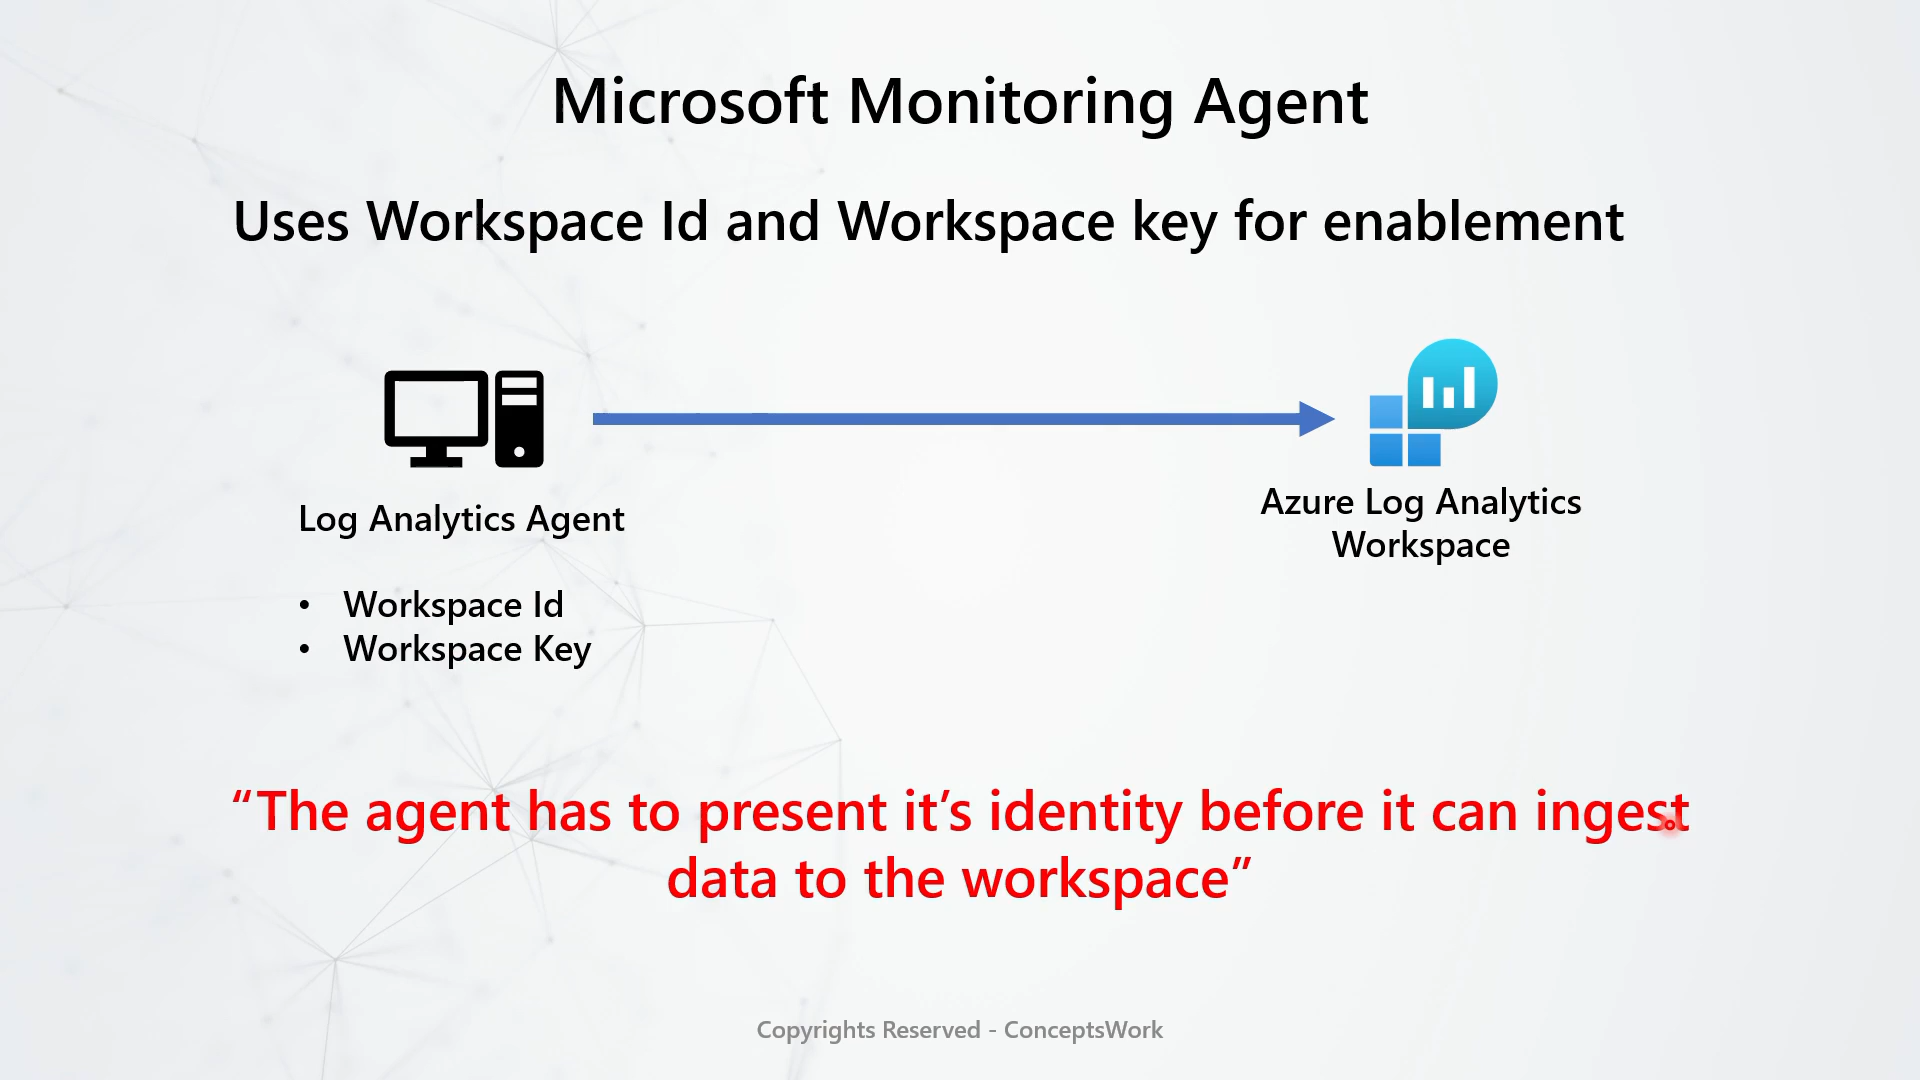 Microsoft Monitoring Agent
Uses Workspace Id and Workspace key for enablement
Log Analytics Agent
• Workspace Id
• Workspace Key
Azure Log Analytics
Workspace
“The agent has to present it’s identity before it can ingest
data to the workspace”
Copyrights Reserved - ConceptsWork